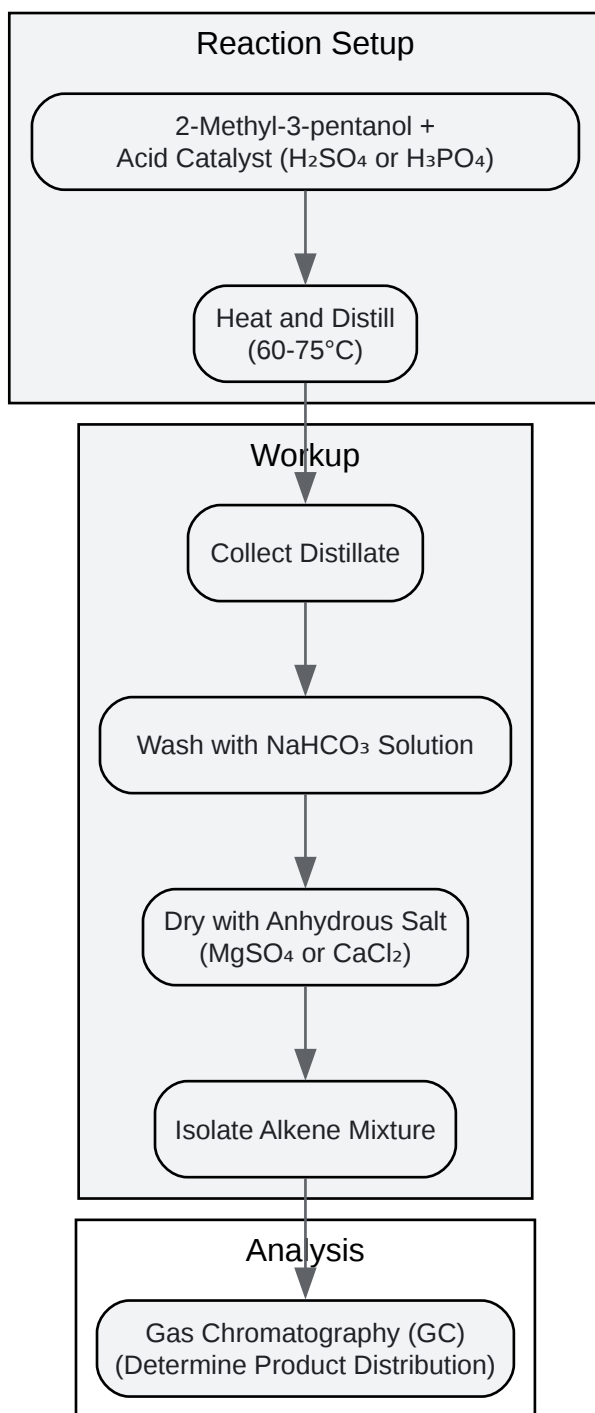 Reaction Setup
2-Methyl-3-pentanol +
Acid Catalyst (H₂SO₄ or H₃PO₄)
Heat and Distill
(60-75°C)
Workup
Collect Distillate
Wash with NaHCO₃ Solution
Dry with Anhydrous Salt
(MgSO₄ or CaCl₂)
Isolate Alkene Mixture
Analysis
Gas Chromatography (GC)
(Determine Product Distribution)